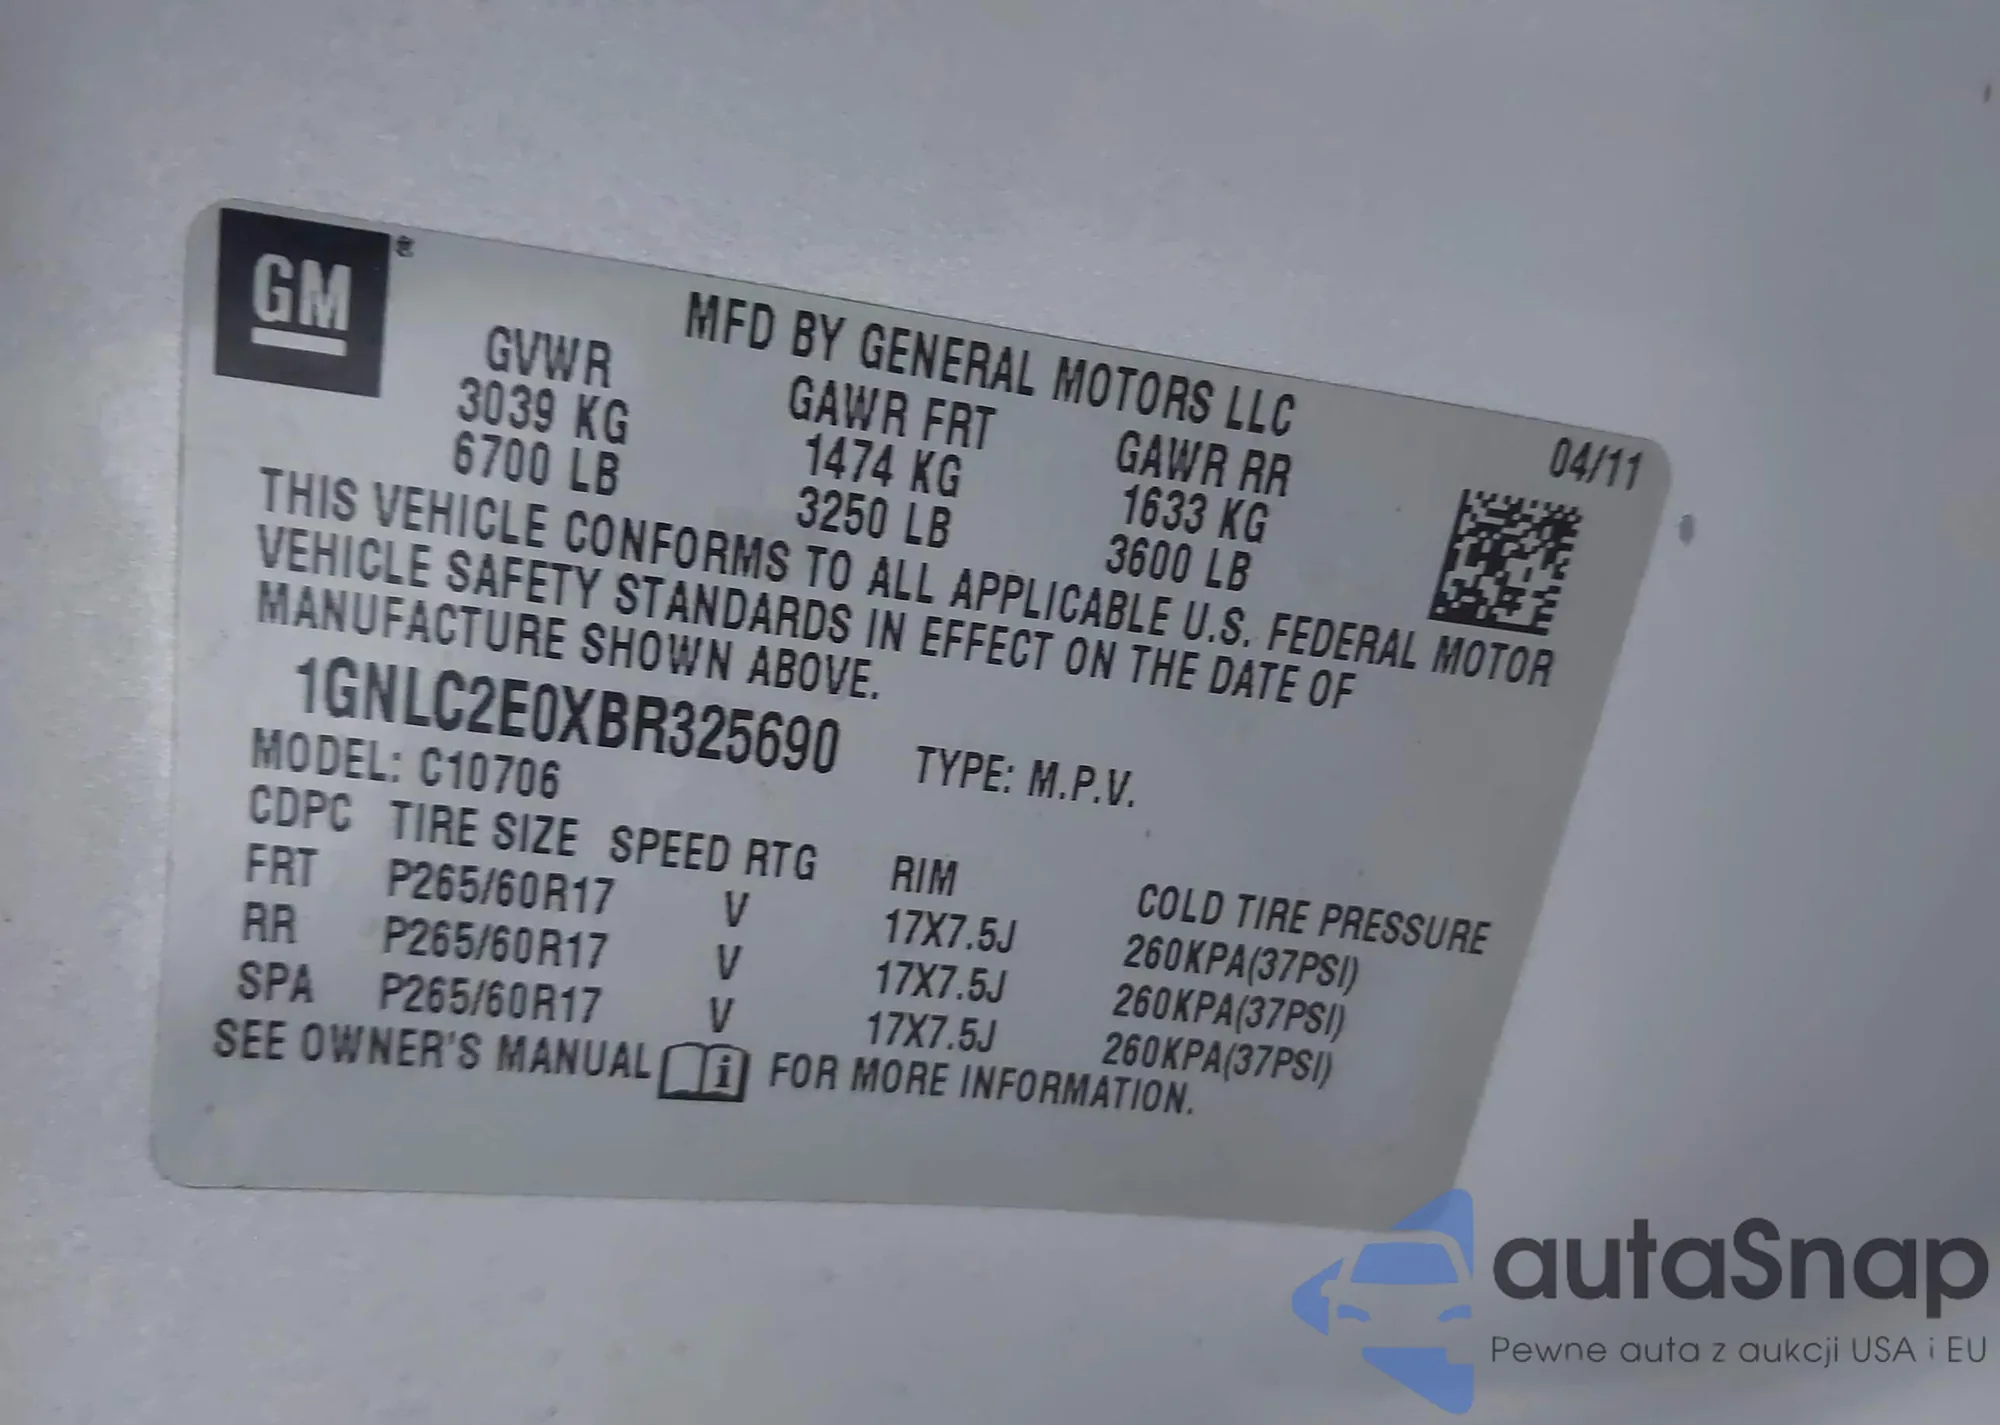 GM
MFD BY GENERAL MOTORS LLC
04/11
GVWR GAWR FRT GAWR RR
3039 KG 1474 KG 1633 KG
6700 LB 3250 LB 3600 LB
THIS VEHICLE CONFORMS TO ALL APPLICABLE U.S. FEDERAL MOTOR
VEHICLE SAFETY STANDARDS IN EFFECT ON THE DATE OF
MANUFACTURE SHOWN ABOVE.
1GNLC2E0XBR325690 TYPE: M.P.V.
MODEL: C10706
CDPC TIRE SIZE SPEED RTG RIM COLD TIRE PRESSURE
FRT P265/60R17 V 17X7.5J 260KPA(37PSI)
RR P265/60R17 V 17X7.5J 260KPA(37PSI)
SPA P265/60R17 V 17X7.5J 260KPA(37PSI)
SEE OWNER'S MANUAL i FOR MORE INFORMATION.
autaSnap
Pewne auta z aukcji USA i EU